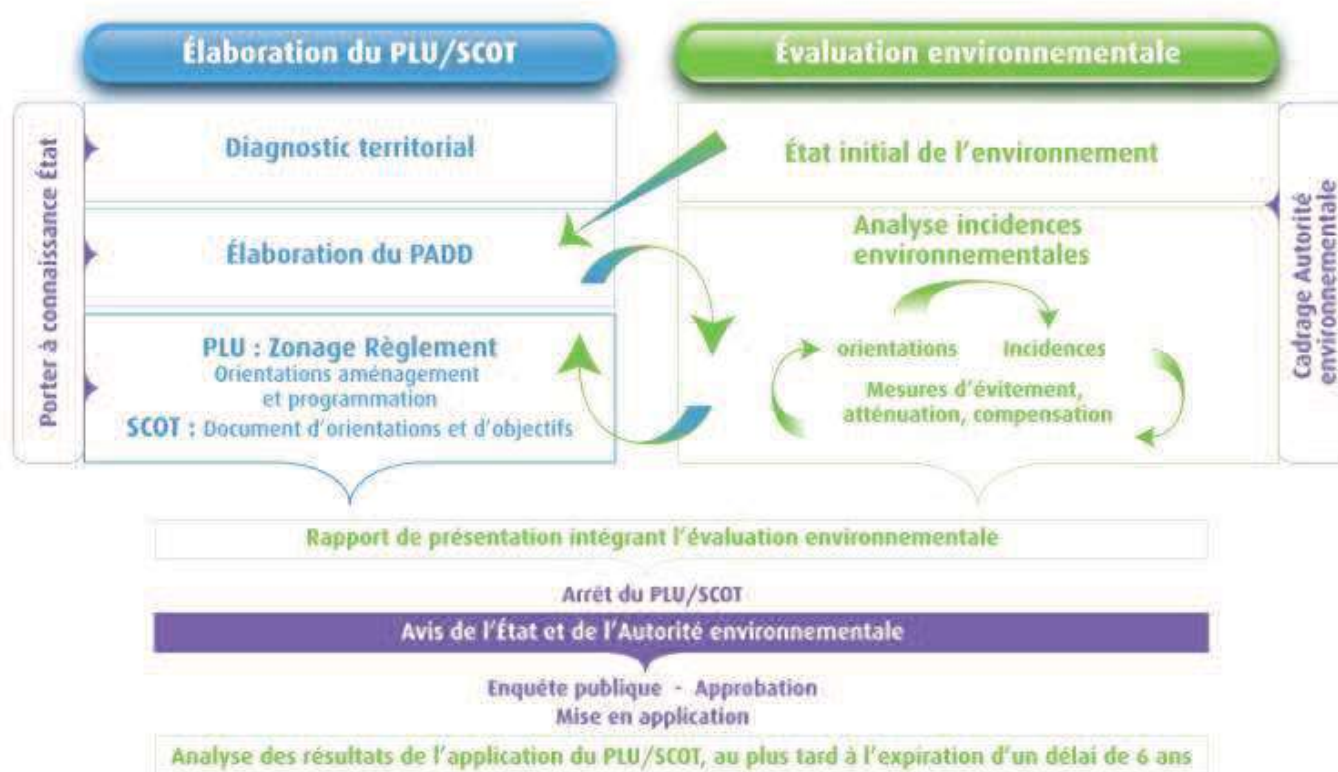 Élaboration du PLU/SCOT
Évaluation environnementale
Porter à connaissance État
Diagnostic territorial
Élaboration du PADD
PLU : Zonage Règlement
Orientations aménagement
et programmation
SCOT : Document d'orientations et d'objectifs
État initial de l'environnement
Analyse incidences
environnementales
orientations
Incidences
Mesures d'évitement,
atténuation, compensation
Cadrage Autorité
environnementale
Rapport de présentation intégrant l'évaluation environnementale
Arrêt du PLU/SCOT
Avis de l'État et de l'Autorité environnementale
Enquête publique - Approbation
Mise en application
Analyse des résultats de l'application du PLU/SCOT, au plus tard à l'expiration d'un délai de 6 ans